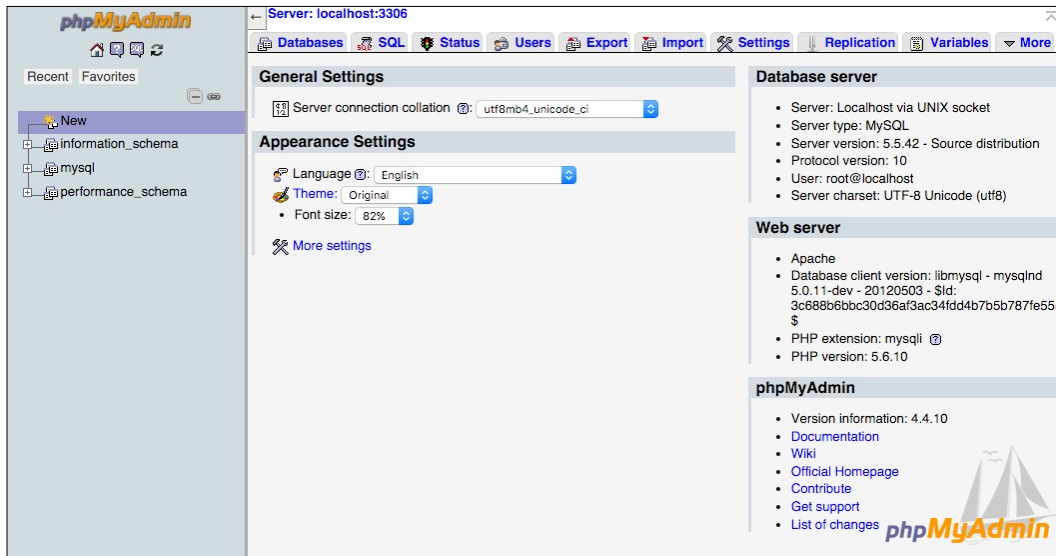 phpMyAdmin
Recent Favorites
New
information_schema
mysql
performance_schema
Server: localhost:3306
Databases SQL Status Users Export Import Settings Replication Variables More
General Settings
Server connection collation : utf8mb4_unicode_ci
Appearance Settings
Language : English
Theme: Original
• Font size: 82%
More settings
Database server
• Server: Localhost via UNIX socket
• Server type: MySQL
• Server version: 5.5.42 - Source distribution
• Protocol version: 10
• User: root@localhost
• Server charset: UTF-8 Unicode (utf8)
Web server
• Apache
• Database client version: libmysql - mysqlnd
5.0.11-dev - 20120503 - $Id:
3c688b6bbc30d36af3ac34fdd4b7b5b787fe55
$
• PHP extension: mysqli
• PHP version: 5.6.10
phpMyAdmin
• Version information: 4.4.10
• Documentation
• Wiki
• Official Homepage
• Contribute
• Get support
• List of changes
phpMyAdmin